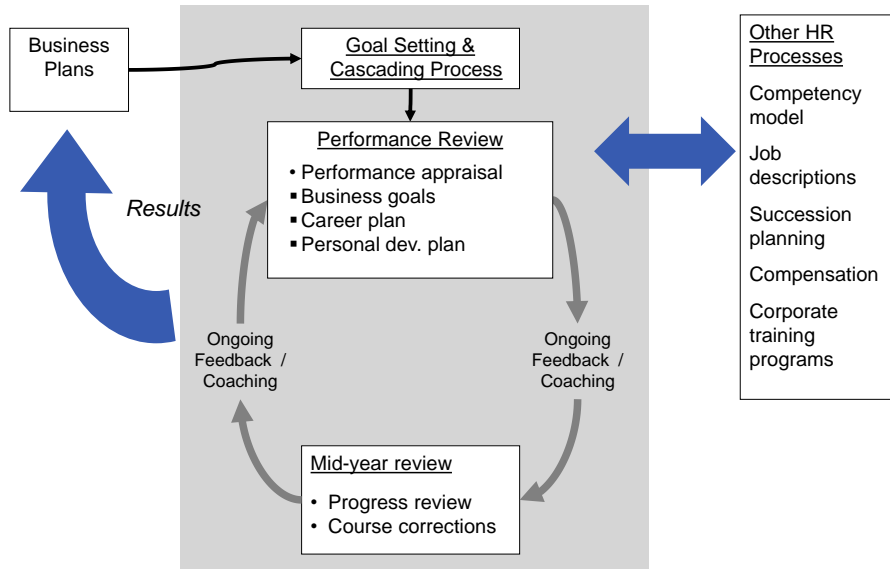 Business
Plans
Goal Setting &
Cascading Process
Performance Review
• Performance appraisal
▪ Business goals
▪ Career plan
▪ Personal dev. plan
Results
Ongoing
Feedback /
Coaching
Ongoing
Feedback /
Coaching
Mid-year review
• Progress review
• Course corrections
Other HR
Processes
Competency
model
Job
descriptions
Succession
planning
Compensation
Corporate
training
programs